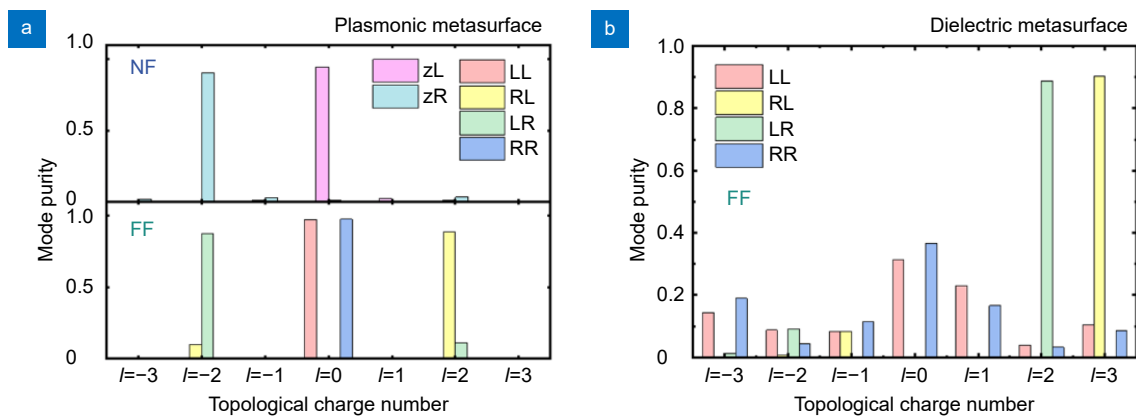 a
Plasmonic metasurface
NF
FF
zL
zR
LL
RL
LR
RR
1.0
0.5
0
1.0
0.5
0
Mode purity
l=−3 l=−2 l=−1 l=0 l=1 l=2 l=3
Topological charge number
b
Dielectric metasurface
LL
RL
LR
RR
FF
1.0
0.8
0.6
0.4
0.2
0
Mode purity
l=−3 l=−2 l=−1 l=0 l=1 l=2 l=3
Topological charge number